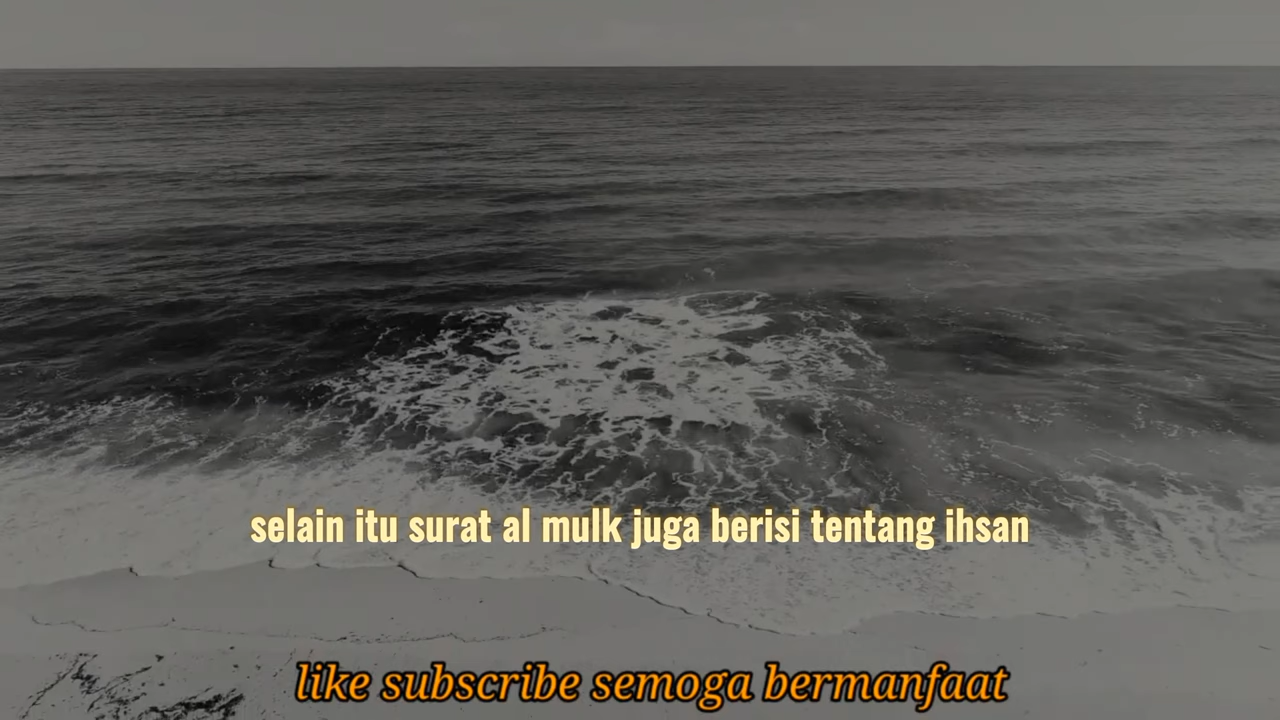 selain itu surat al mulk juga berisi tentang ihsan
like subscribe semoga bermanfaat